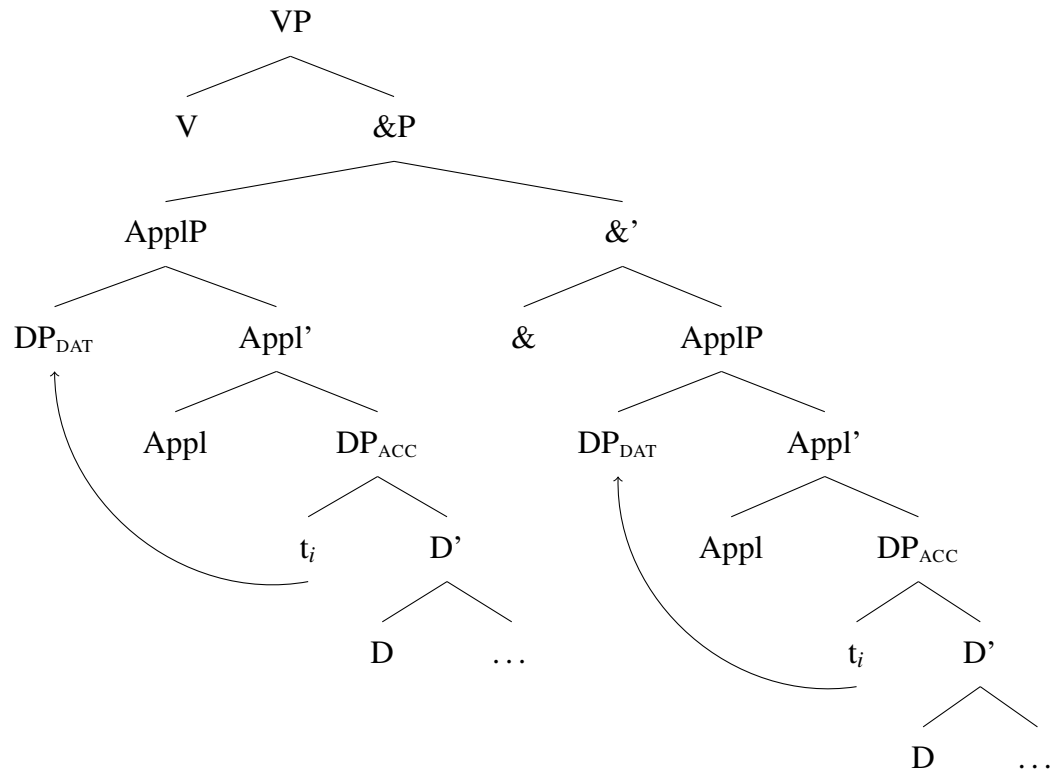 VP
V &P
ApplP &’
DP_DAT Appl’ & ApplP
Appl DP_ACC DP_DAT Appl’
t_i D’ Appl DP_ACC
D ... t_i D’
D ...